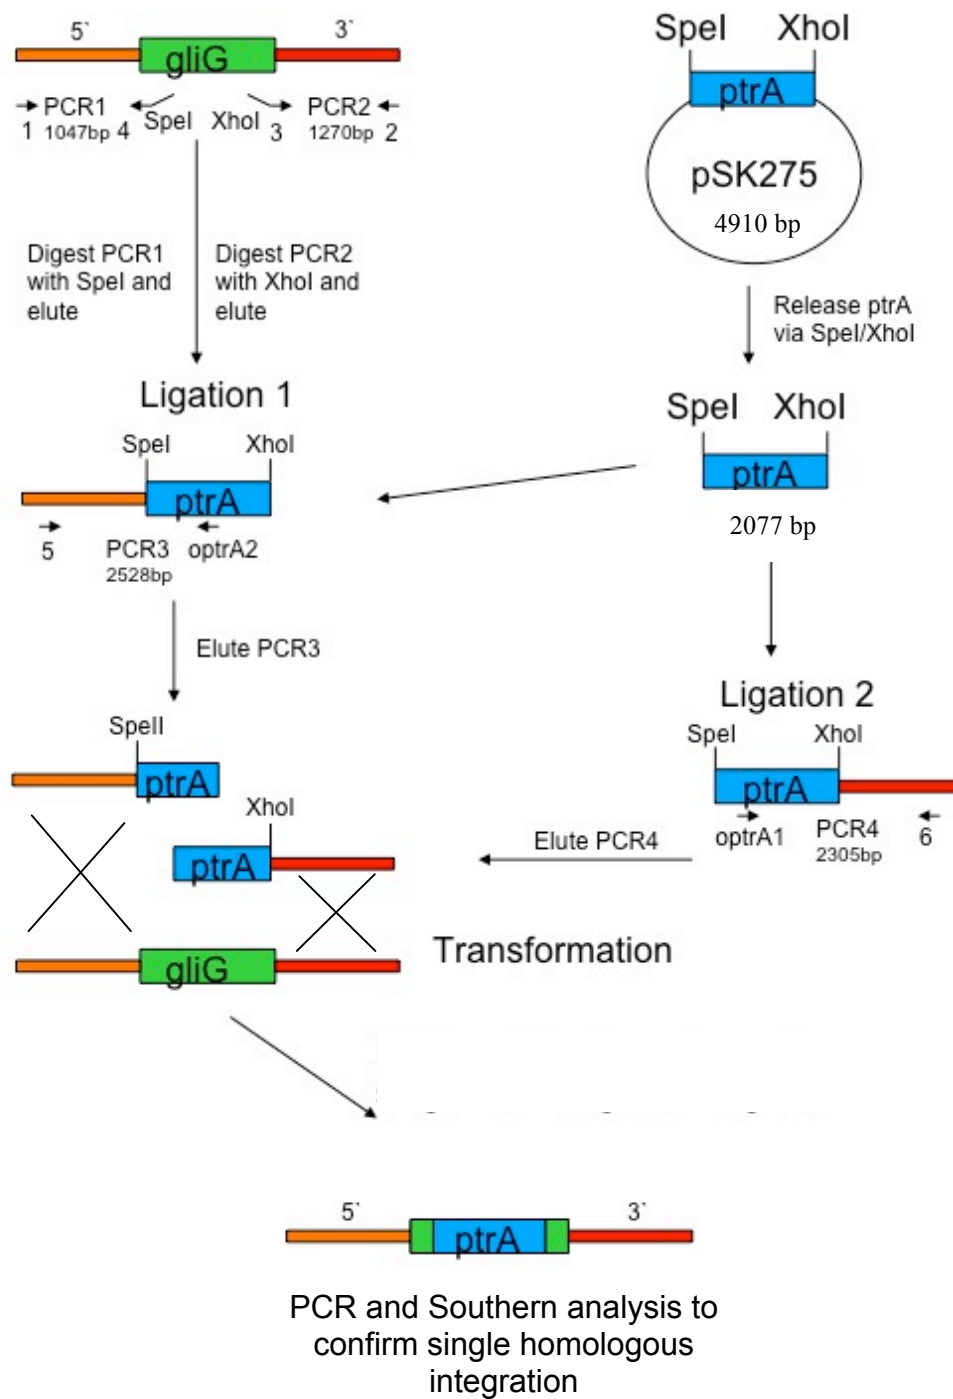 5` 3`
gliG
PCR1 PCR2
1 1047bp 4 SpeI XhoI 3 1270bp 2
Digest PCR1
with SpeI and
elute
Digest PCR2
with XhoI and
elute
SpeI XhoI
ptrA
pSK275
4910 bp
Release ptrA
via SpeI/XhoI
SpeI XhoI
ptrA
2077 bp
Ligation 1
SpeI XhoI
ptrA
5 PCR3 optrA2
2528bp
Elute PCR3
Ligation 2
SpeI XhoI
ptrA
optrA1 PCR4 6
2305bp
Elute PCR4
SpeII
ptrA
XhoI
ptrA
gliG
Transformation
5` 3`
ptrA
PCR and Southern analysis to
confirm single homologous
integration